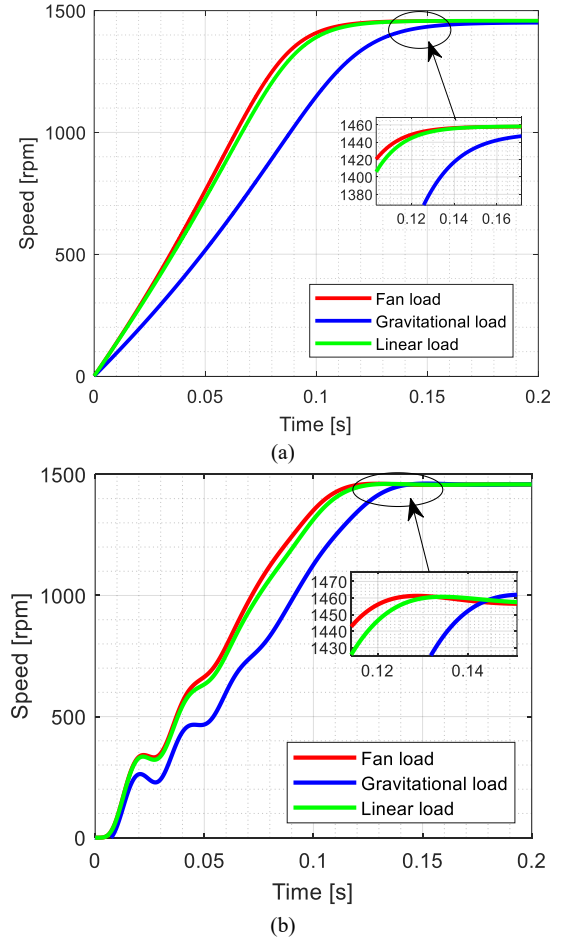 1500
1000
500
0
Speed [rpm]
1460
1440
1420
1400
1380
0.12 0.14 0.16
Fan load
Gravitational load
Linear load
0 0.05 0.1 0.15 0.2
Time [s]
(a)
1500
1000
500
0
Speed [rpm]
1470
1460
1450
1440
1430
0.12 0.14
Fan load
Gravitational load
Linear load
0 0.05 0.1 0.15 0.2
Time [s]
(b)